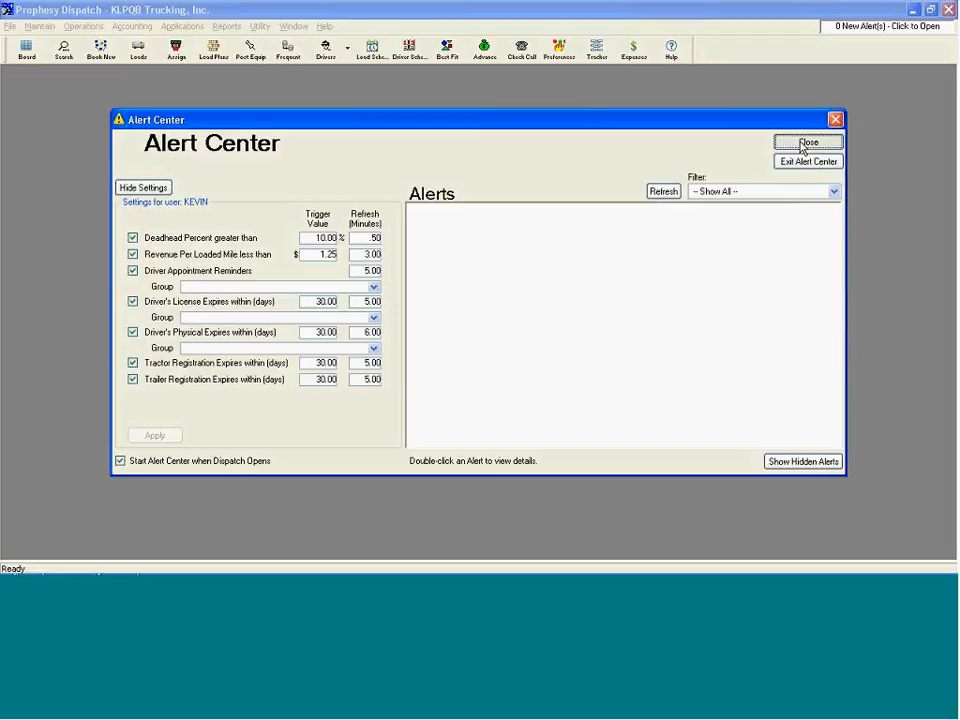 Prophesy Dispatch - KLPQB Trucking, Inc.
File Maintain Operations Accounting Applications Reports Utility Window Help
0 New Alert(s) - Click to Open
Board Search Book New Loads Assign Load Plans Post Equip Frequent Drivers Load Sche... Driver Sche... Best Fit Advance Check Call Preferences Tracker Expenses Help
Alert Center
Alert Center
Close
Exit Alert Center
Hide Settings
Alerts
Refresh
Filter:
-- Show All --
Settings for user: KEVIN
Trigger Value
Refresh (Minutes)
Deadhead Percent greater than 10.00 % .50
Revenue Per Loaded Mile less than $ 1.25 3.00
Driver Appointment Reminders 5.00
Group
Driver's License Expires within (days) 30.00 5.00
Group
Driver's Physical Expires within (days) 30.00 6.00
Group
Tractor Registration Expires within (days) 30.00 5.00
Trailer Registration Expires within (days) 30.00 5.00
Apply
Start Alert Center when Dispatch Opens
Double-click an Alert to view details.
Show Hidden Alerts
Ready